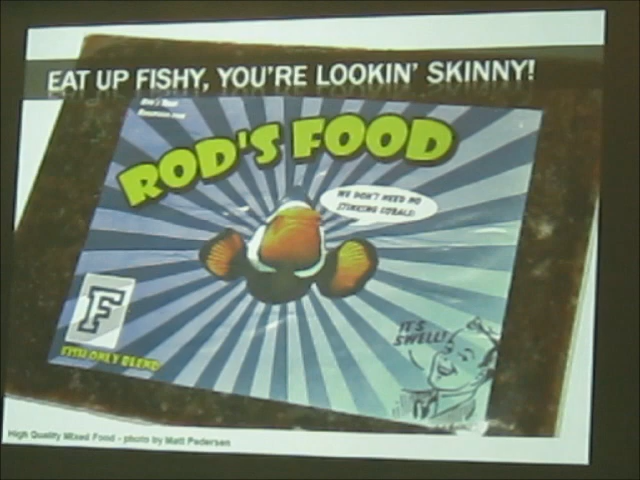 EAT UP FISHY, YOU'RE LOOKIN' SKINNY!
ROD'S FOOD
WE DON'T NEED NO
STINKING CORALS!
F
FISH ONLY BLEND
IT'S
SWELL!
High Quality Mixed Food - photo by Matt Pedersen